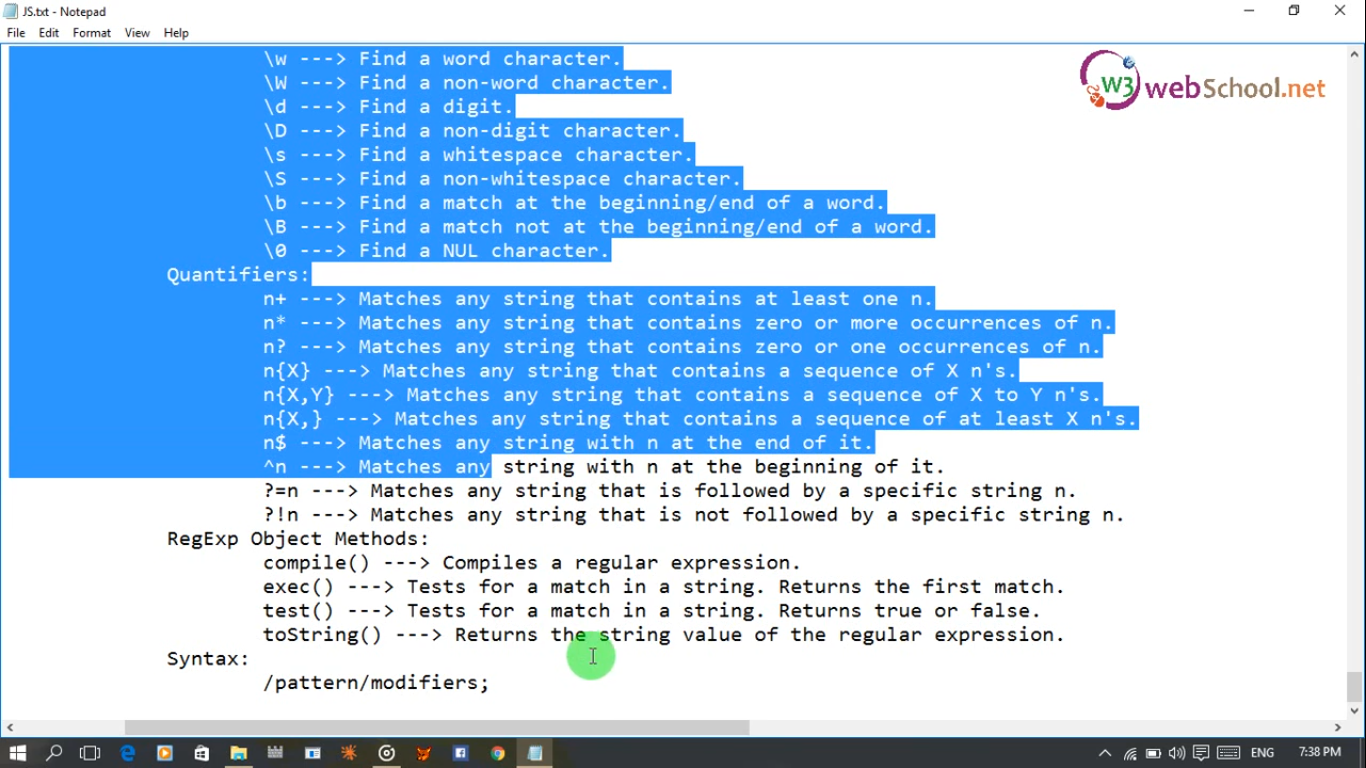 JS.txt - Notepad
File Edit Format View Help
\w ---> Find a word character.
\W ---> Find a non-word character.
\d ---> Find a digit.
\D ---> Find a non-digit character.
\s ---> Find a whitespace character.
\S ---> Find a non-whitespace character.
\b ---> Find a match at the beginning/end of a word.
\B ---> Find a match not at the beginning/end of a word.
\0 ---> Find a NUL character.
Quantifiers:
n+ ---> Matches any string that contains at least one n.
n* ---> Matches any string that contains zero or more occurrences of n.
n? ---> Matches any string that contains zero or one occurrences of n.
n{X} ---> Matches any string that contains a sequence of X n's.
n{X,Y} ---> Matches any string that contains a sequence of X to Y n's.
n{X,} ---> Matches any string that contains a sequence of at least X n's.
n$ ---> Matches any string with n at the end of it.
^n ---> Matches any string with n at the beginning of it.
?=n ---> Matches any string that is followed by a specific string n.
?!n ---> Matches any string that is not followed by a specific string n.
RegExp Object Methods:
compile() ---> Compiles a regular expression.
exec() ---> Tests for a match in a string. Returns the first match.
test() ---> Tests for a match in a string. Returns true or false.
toString() ---> Returns the string value of the regular expression.
Syntax:
/pattern/modifiers;
W3 webSchool.net
ENG 7:38 PM